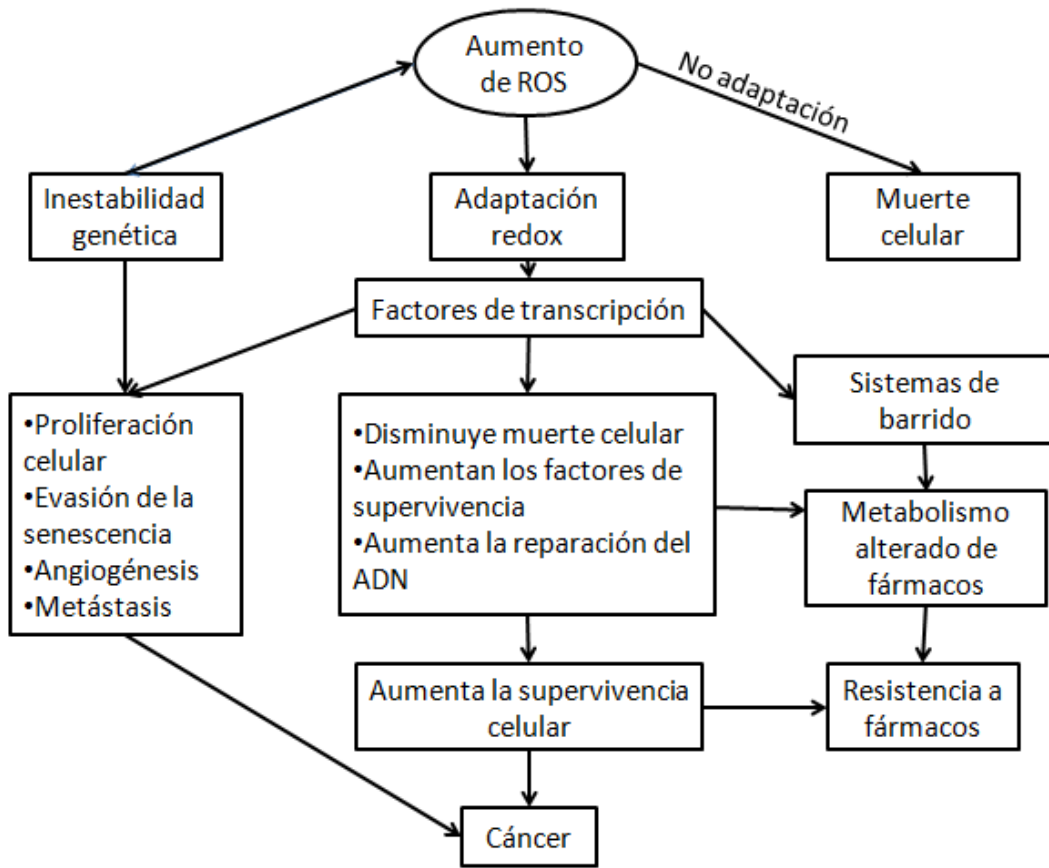 Aumento
de ROS
No adaptación
Inestabilidad
genética
Adaptación
redox
Muerte
celular
Factores de transcripción
Sistemas de
barrido
•Proliferación
celular
•Evasión de la
senescencia
•Angiogénesis
•Metástasis
•Disminuye muerte celular
•Aumentan los factores de
supervivencia
•Aumenta la reparación del
ADN
Metabolismo
alterado de
fármacos
Aumenta la supervivencia
celular
Resistencia a
fármacos
Cáncer